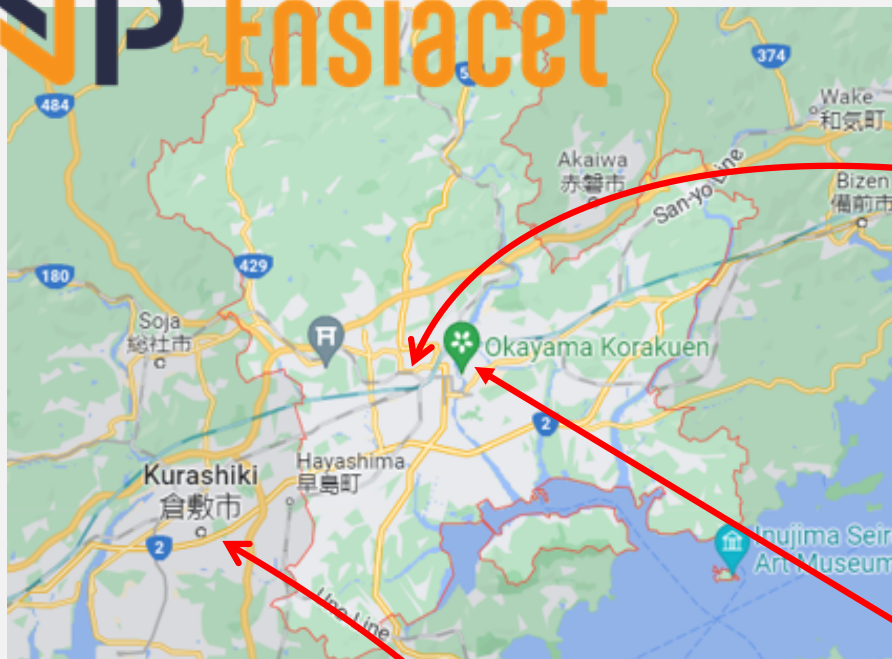 Ensiacet
374
484
Wake
和気町
Akaiwa
赤磐市
San-yo Line
Bizen
備前市
429
180
Soja
総社市
Okayama Korakuen
2
Kurashiki
倉敷市
Hayashima
早島町
2
Inujima Seir
Art Museum
Uno Line